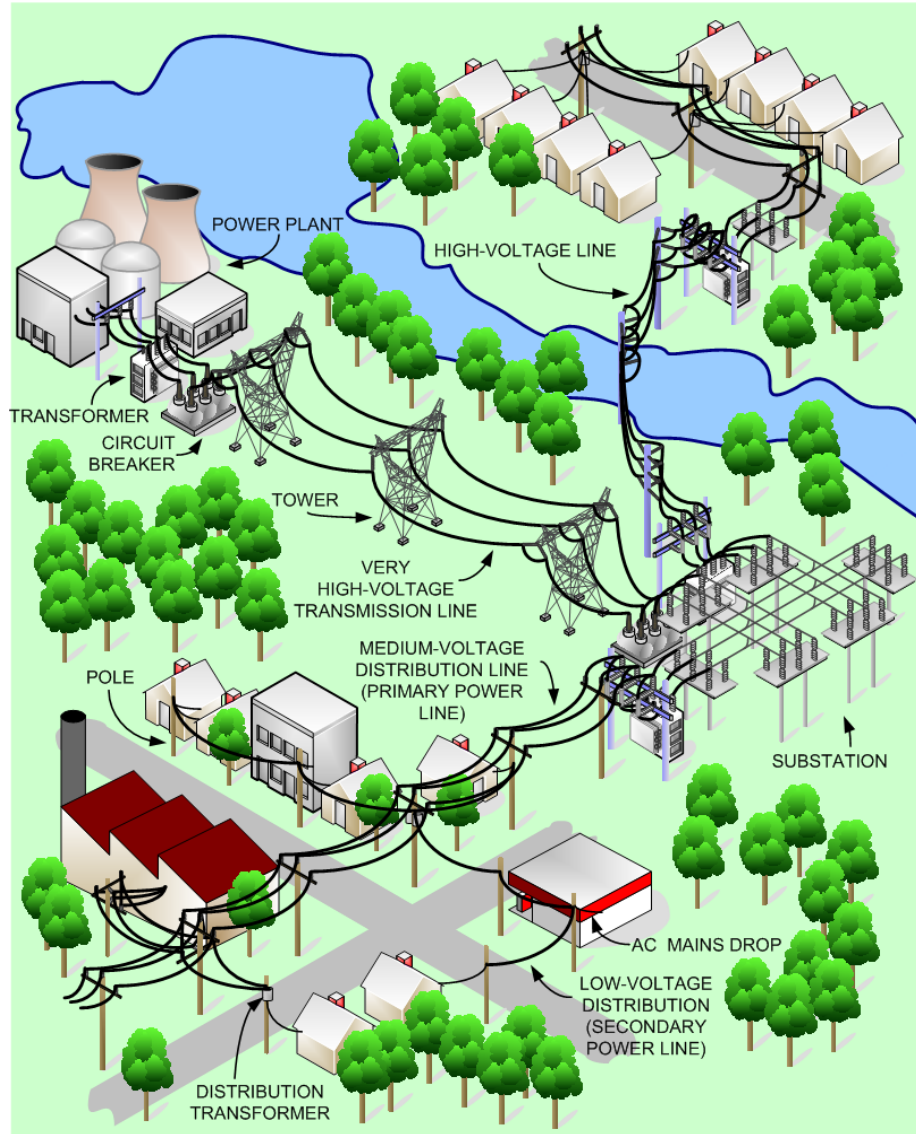 POWER PLANT
HIGH-VOLTAGE LINE
TRANSFORMER
CIRCUIT
BREAKER
TOWER
VERY
HIGH-VOLTAGE
TRANSMISSION LINE
MEDIUM-VOLTAGE
DISTRIBUTION LINE
(PRIMARY POWER
LINE)
POLE
SUBSTATION
AC MAINS DROP
LOW-VOLTAGE
DISTRIBUTION
(SECONDARY
POWER LINE)
DISTRIBUTION
TRANSFORMER